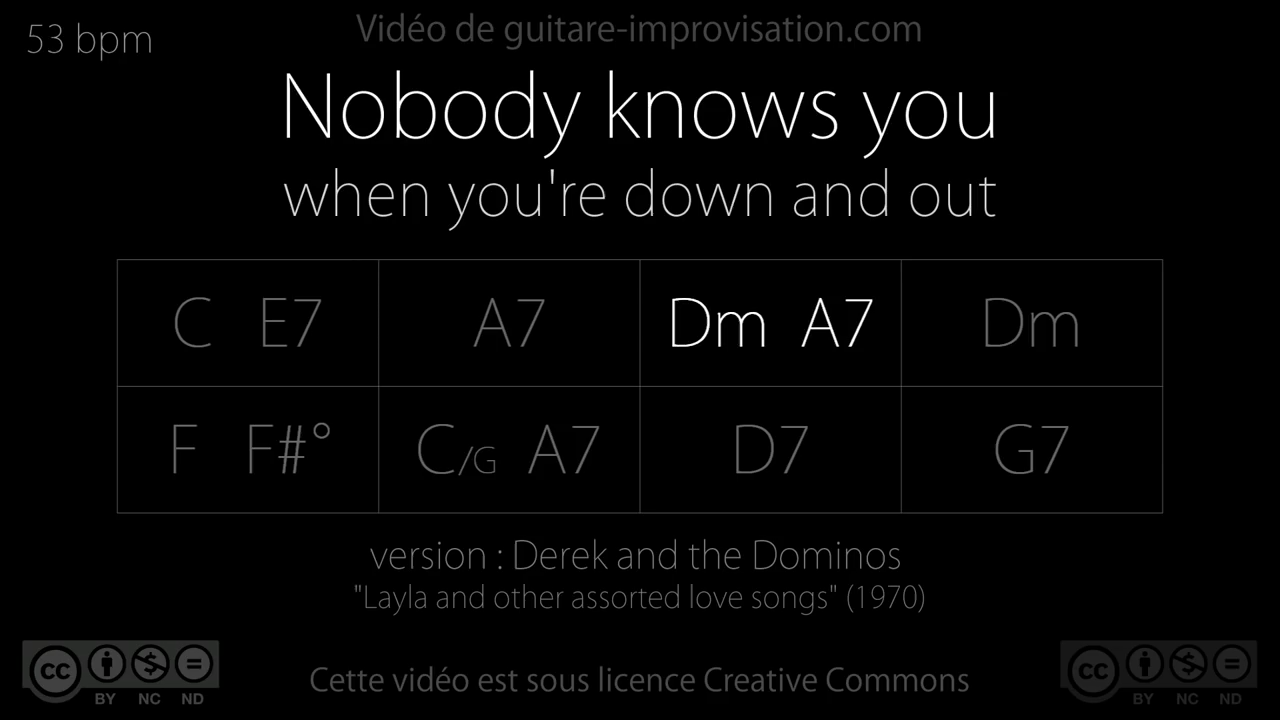 53 bpm
Vidéo de guitare-improvisation.com
Nobody knows you
when you're down and out
C E7 A7 Dm A7 Dm
F F#° C/G A7 D7 G7
version : Derek and the Dominos
"Layla and other assorted love songs" (1970)
cc BY NC ND
Cette vidéo est sous licence Creative Commons
cc BY NC ND